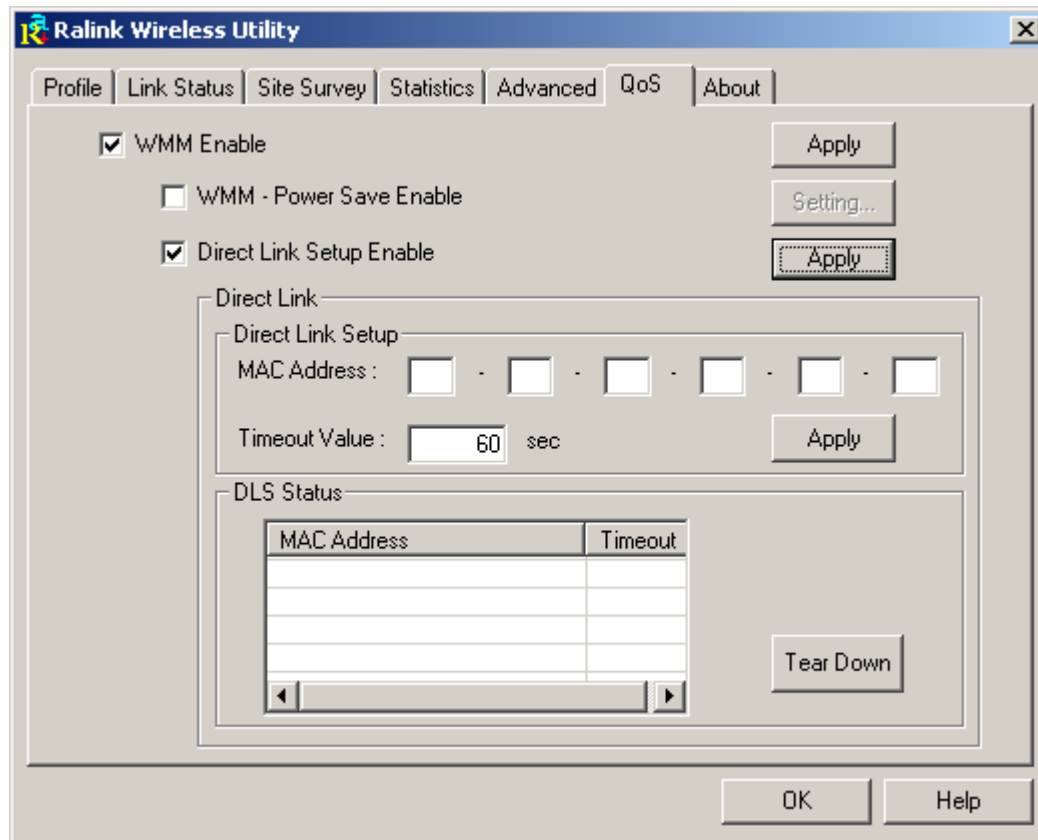 Ralink Wireless Utility
Profile Link Status Site Survey Statistics Advanced QoS About
WMM Enable Apply
WMM - Power Save Enable Setting...
Direct Link Setup Enable Apply
Direct Link
Direct Link Setup
MAC Address : - - - - -
Timeout Value : 60 sec Apply
DLS Status
MAC Address Timeout
Tear Down
OK Help